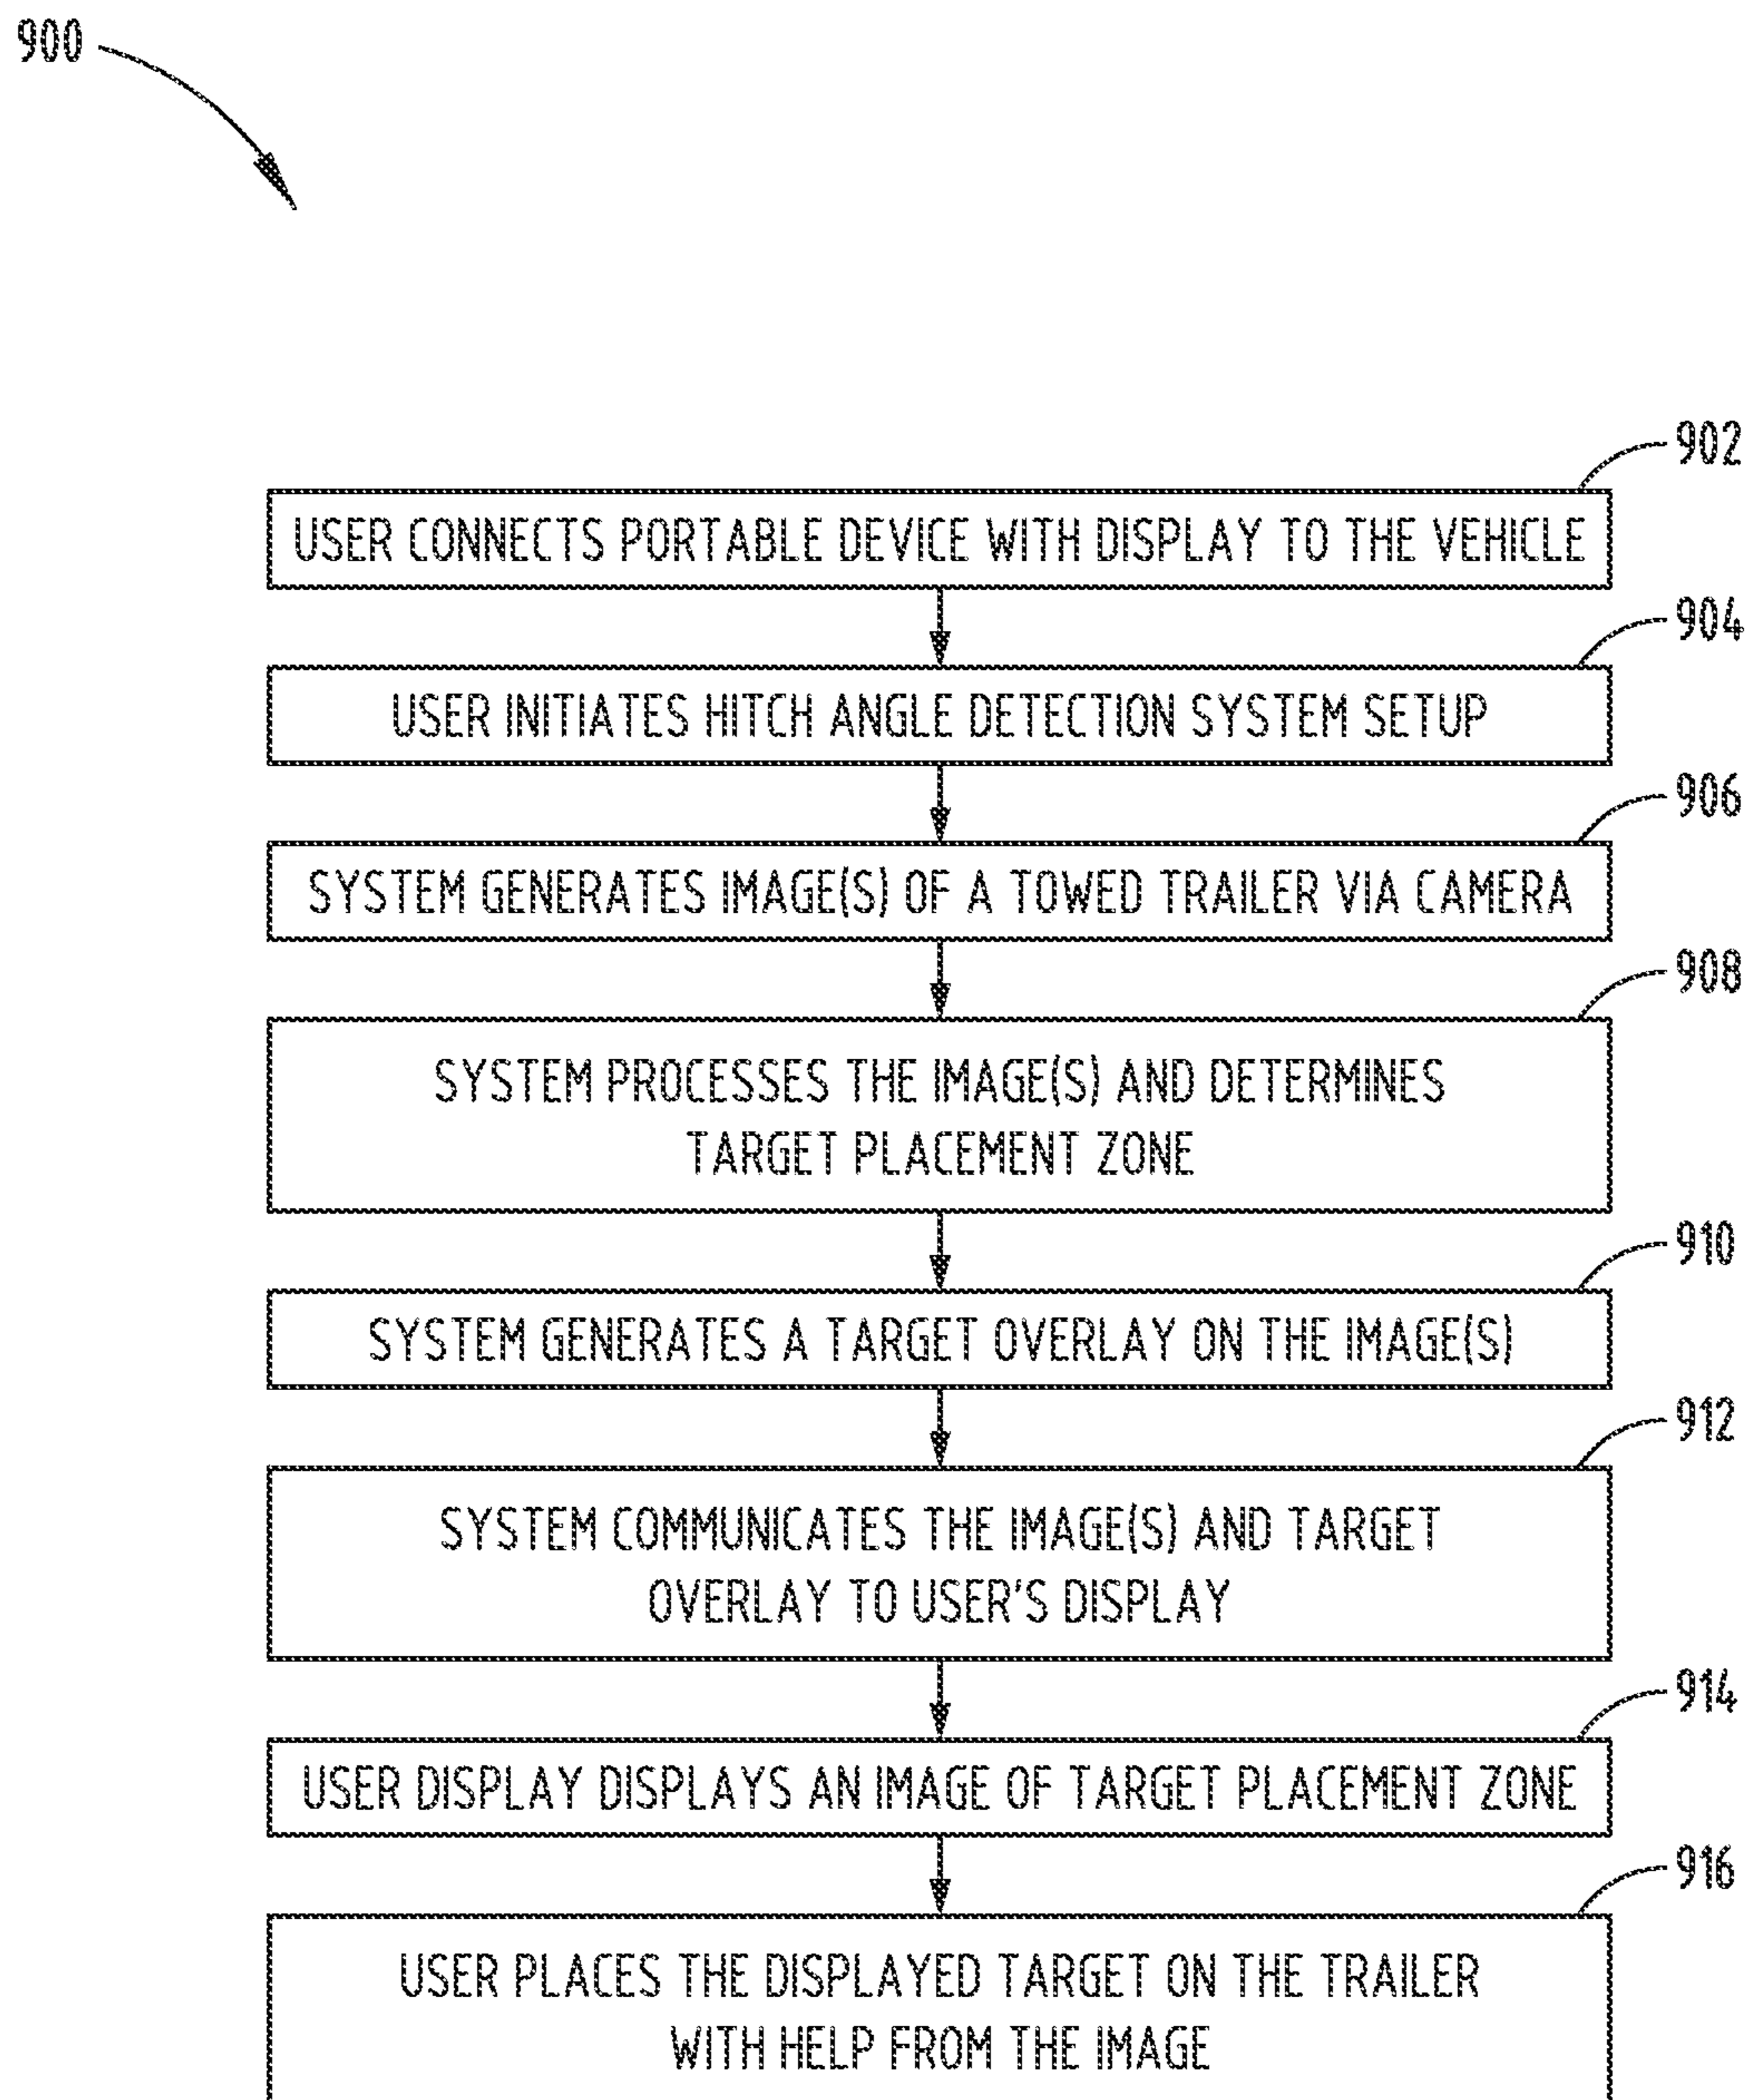 900
902
USER CONNECTS PORTABLE DEVICE WITH DISPLAY TO THE VEHICLE
904
USER INITIATES HITCH ANGLE DETECTION SYSTEM SETUP
906
SYSTEM GENERATES IMAGE(S) OF A TOWED TRAILER VIA CAMERA
908
SYSTEM PROCESSES THE IMAGE(S) AND DETERMINES
TARGET PLACEMENT ZONE
910
SYSTEM GENERATES A TARGET OVERLAY ON THE IMAGE(S)
912
SYSTEM COMMUNICATES THE IMAGE(S) AND TARGET
OVERLAY TO USER'S DISPLAY
914
USER DISPLAY DISPLAYS AN IMAGE OF TARGET PLACEMENT ZONE
916
USER PLACES THE DISPLAYED TARGET ON THE TRAILER
WITH HELP FROM THE IMAGE